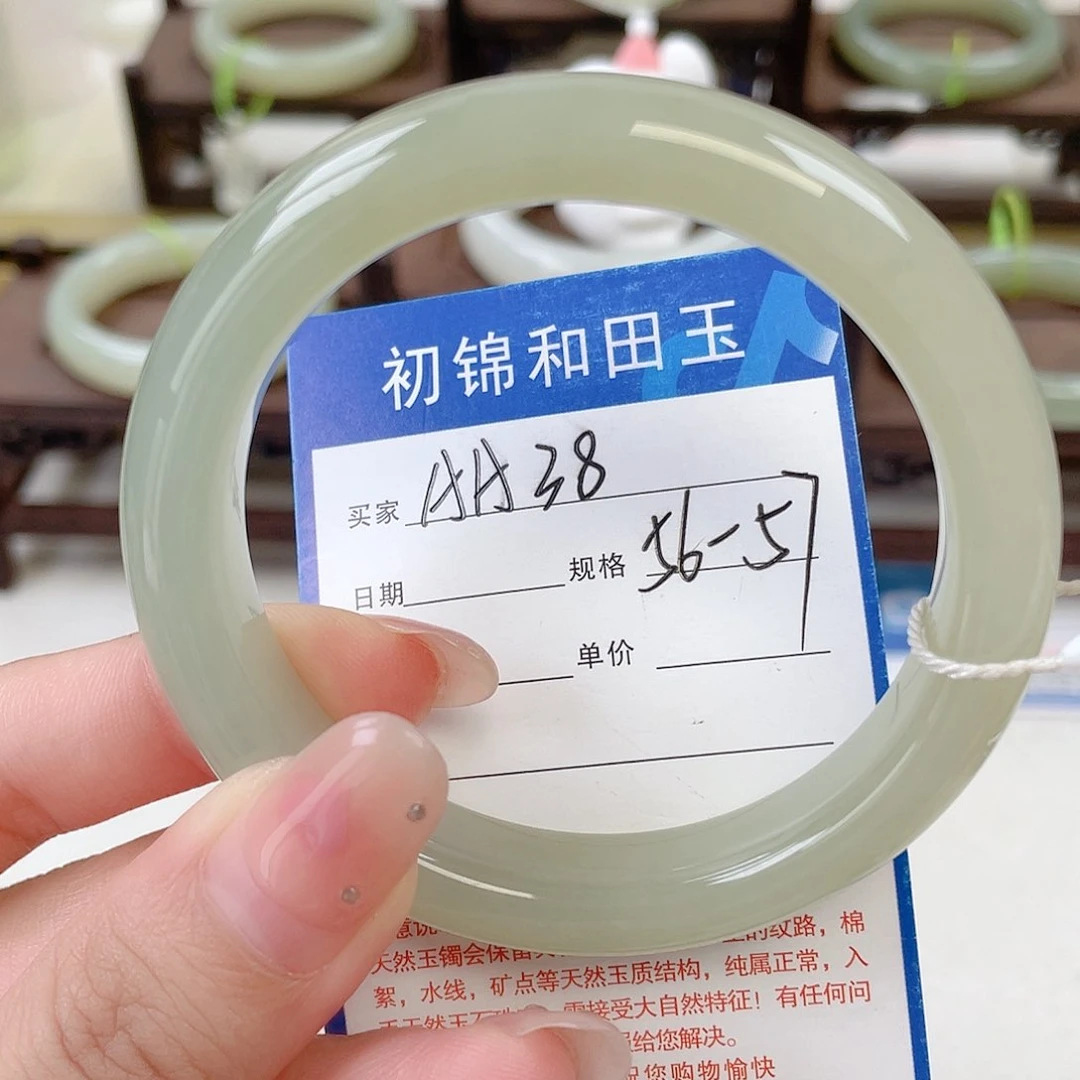 初锦和田玉
买家 AA38
日期 规格 56-57
单价
的纹路，棉
天然玉镯会保留
絮，水线，矿点等天然玉质结构，纯属正常，入
需接受大自然特征！有任何问
给您解决。
祝您购物愉快